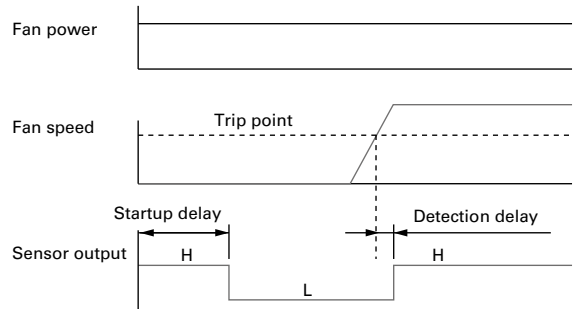 Fan power
Fan speed
Trip point
Startup delay
Detection delay
Sensor output
H
H
L